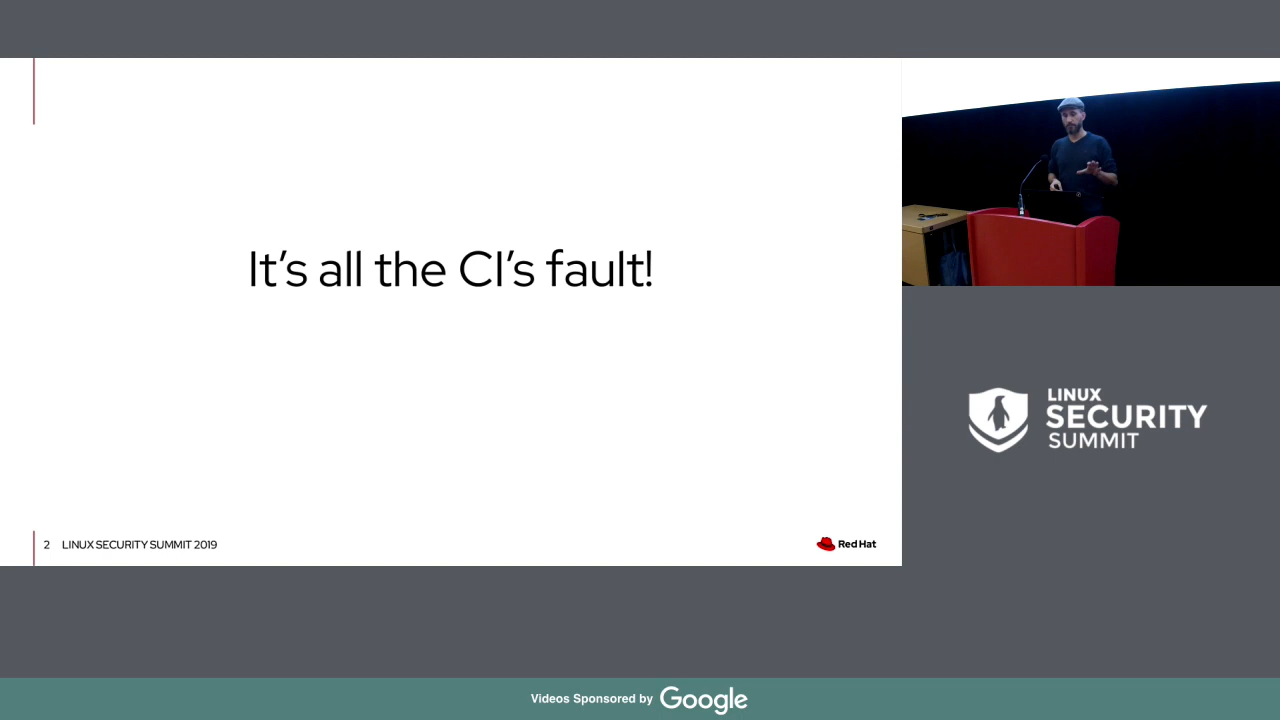 It’s all the CI’s fault!
2 LINUX SECURITY SUMMIT 2019
Red Hat
LINUX
SECURITY
SUMMIT
Videos Sponsored by Google